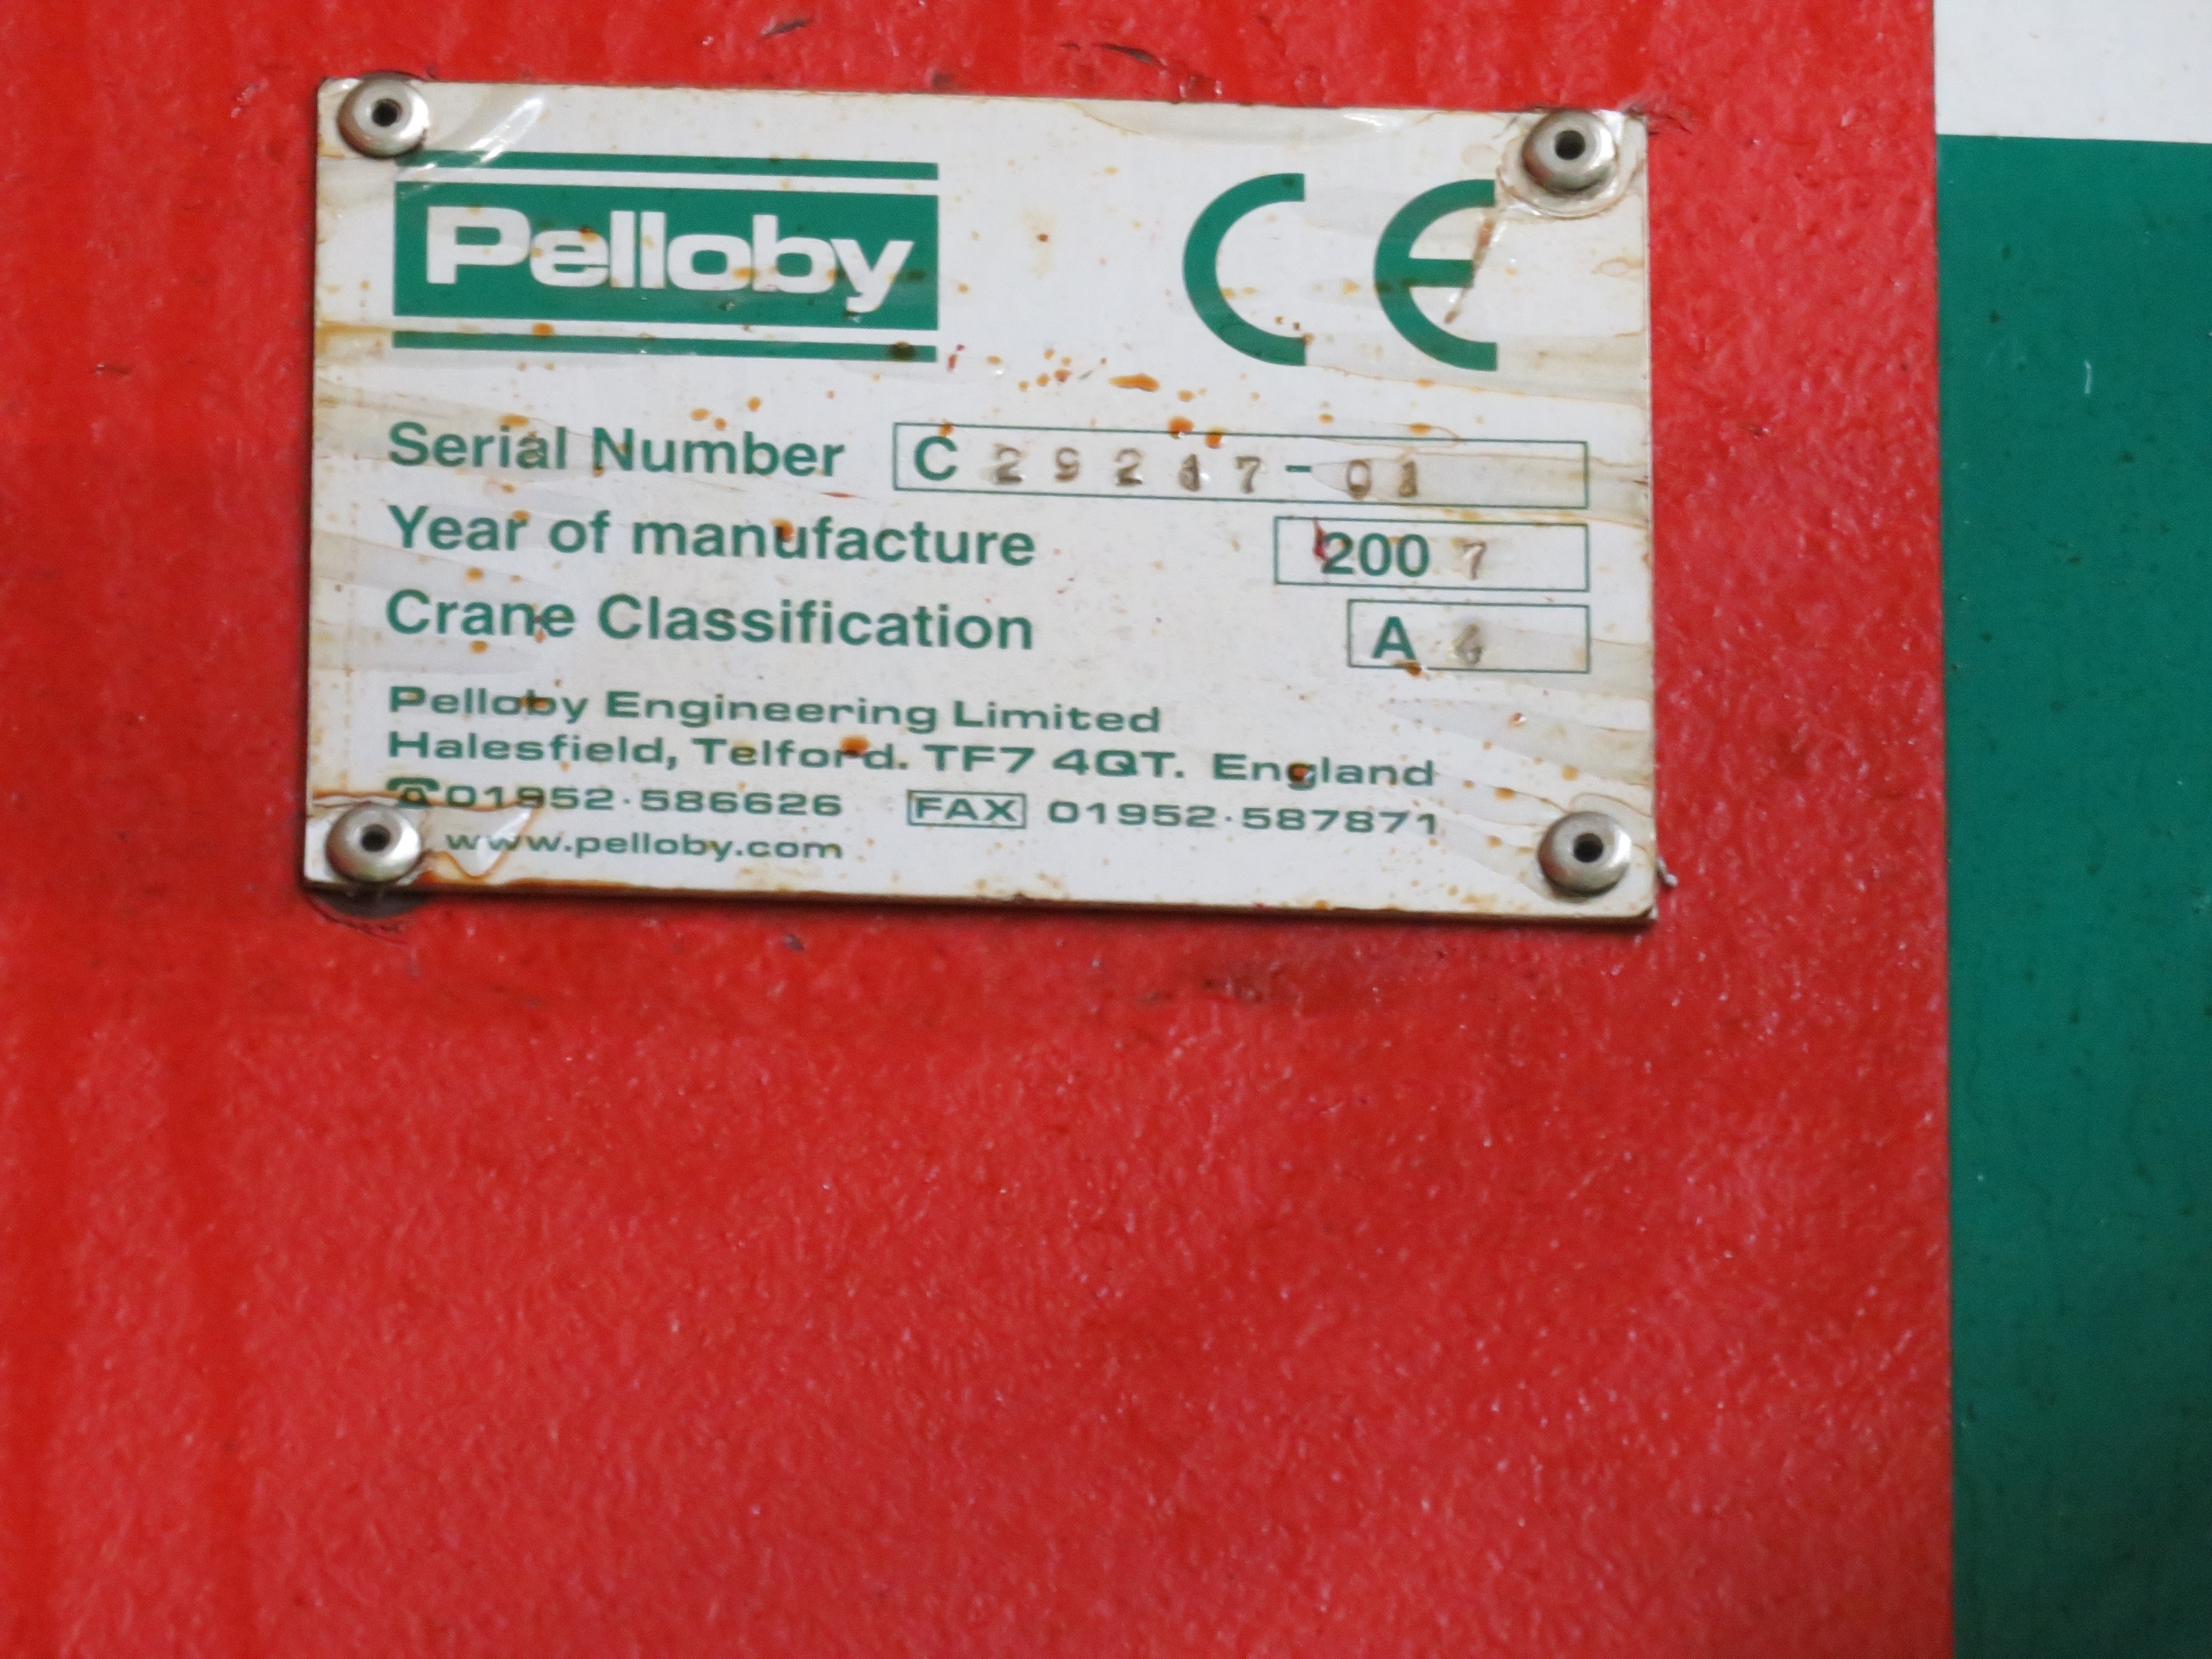 Pelloby CE
Serial Number C 29217-01
Year of manufacture 2007
Crane Classification A 4
Pelloby Engineering Limited
Halesfield, Telford. TF7 4QT. England
☎01952·586626 FAX 01952·587871
www.pelloby.com